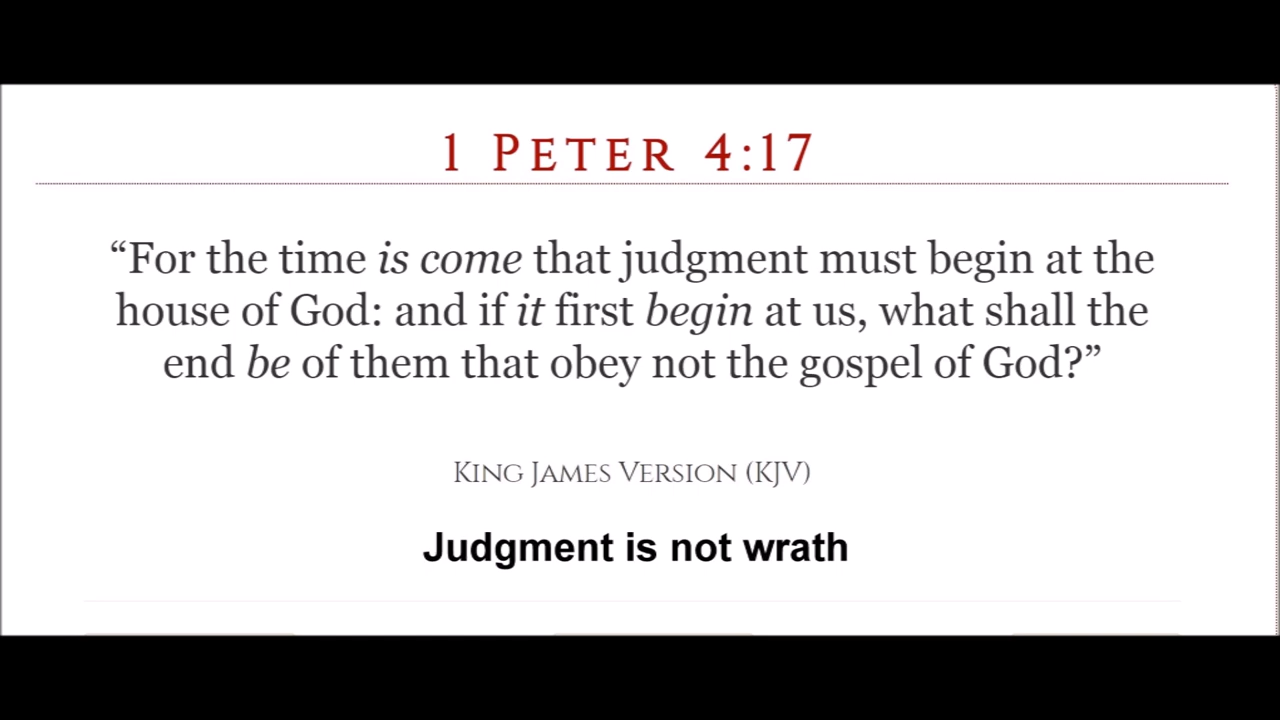 1 PETER 4:17
“For the time is come that judgment must begin at the
house of God: and if it first begin at us, what shall the
end be of them that obey not the gospel of God?”
KING JAMES VERSION (KJV)
Judgment is not wrath